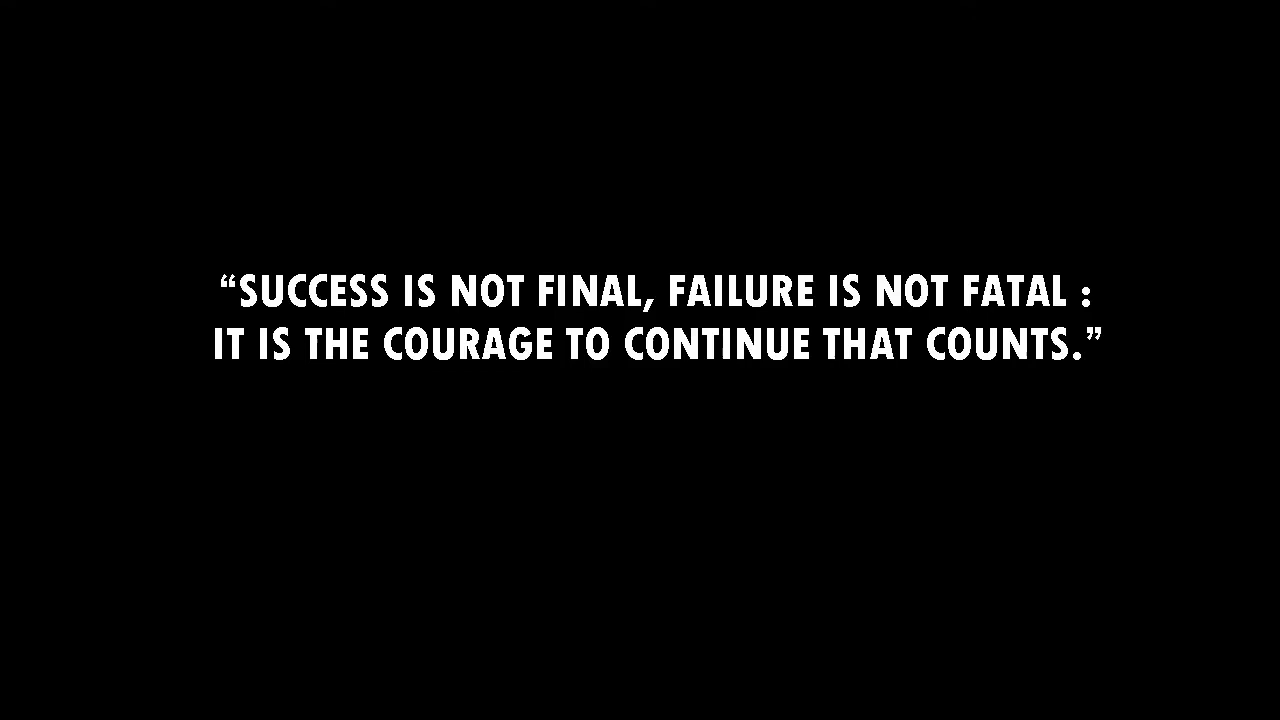 “SUCCESS IS NOT FINAL, FAILURE IS NOT FATAL :
IT IS THE COURAGE TO CONTINUE THAT COUNTS.”